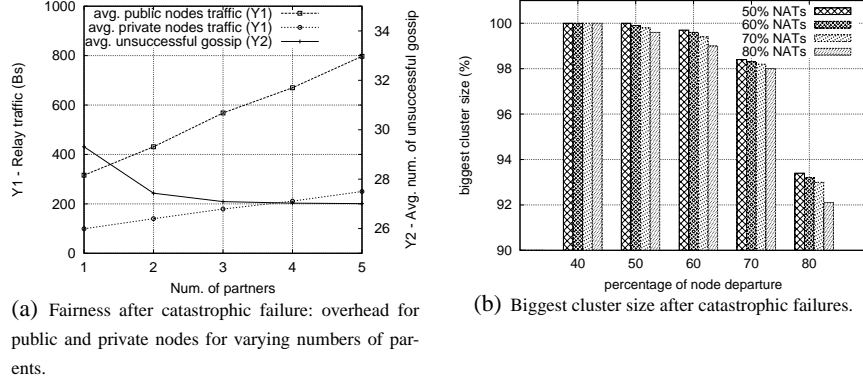 1000
800
600
400
200
0
Y1 - Relay traffic (Bs)
avg. public nodes traffic (Y1)
avg. private nodes traffic (Y1)
avg. unsuccessful gossip (Y2)
34
32
30
28
26
Y2 - Avg. num. of unsuccessful gossip
1 2 3 4 5
Num. of partners
(a) Fairness after catastrophic failure: overhead for
public and private nodes for varying numbers of par-
ents.
100
98
96
94
92
90
biggest cluster size (%)
50% NATs
60% NATs
70% NATs
80% NATs
40 50 60 70 80
percentage of node departure
(b) Biggest cluster size after catastrophic failures.